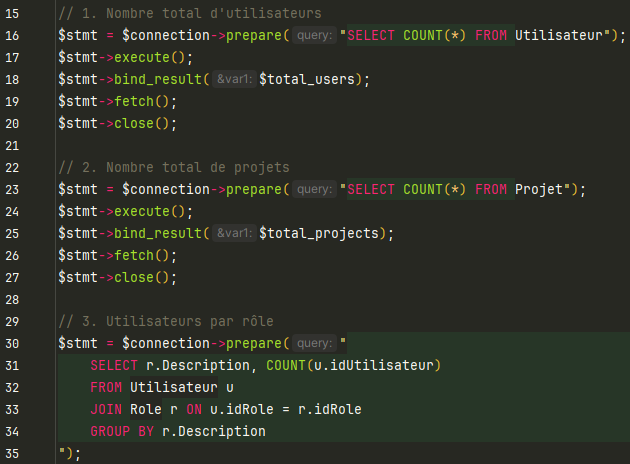 15 // 1. Nombre total d'utilisateurs
16 $stmt = $connection->prepare( query: "SELECT COUNT(*) FROM Utilisateur");
17 $stmt->execute();
18 $stmt->bind_result( &var1: $total_users);
19 $stmt->fetch();
20 $stmt->close();
21
22 // 2. Nombre total de projets
23 $stmt = $connection->prepare( query: "SELECT COUNT(*) FROM Projet");
24 $stmt->execute();
25 $stmt->bind_result( &var1: $total_projects);
26 $stmt->fetch();
27 $stmt->close();
28
29 // 3. Utilisateurs par rôle
30 $stmt = $connection->prepare( query: "
31 SELECT r.Description, COUNT(u.idUtilisateur)
32 FROM Utilisateur u
33 JOIN Role r ON u.idRole = r.idRole
34 GROUP BY r.Description
35 ");